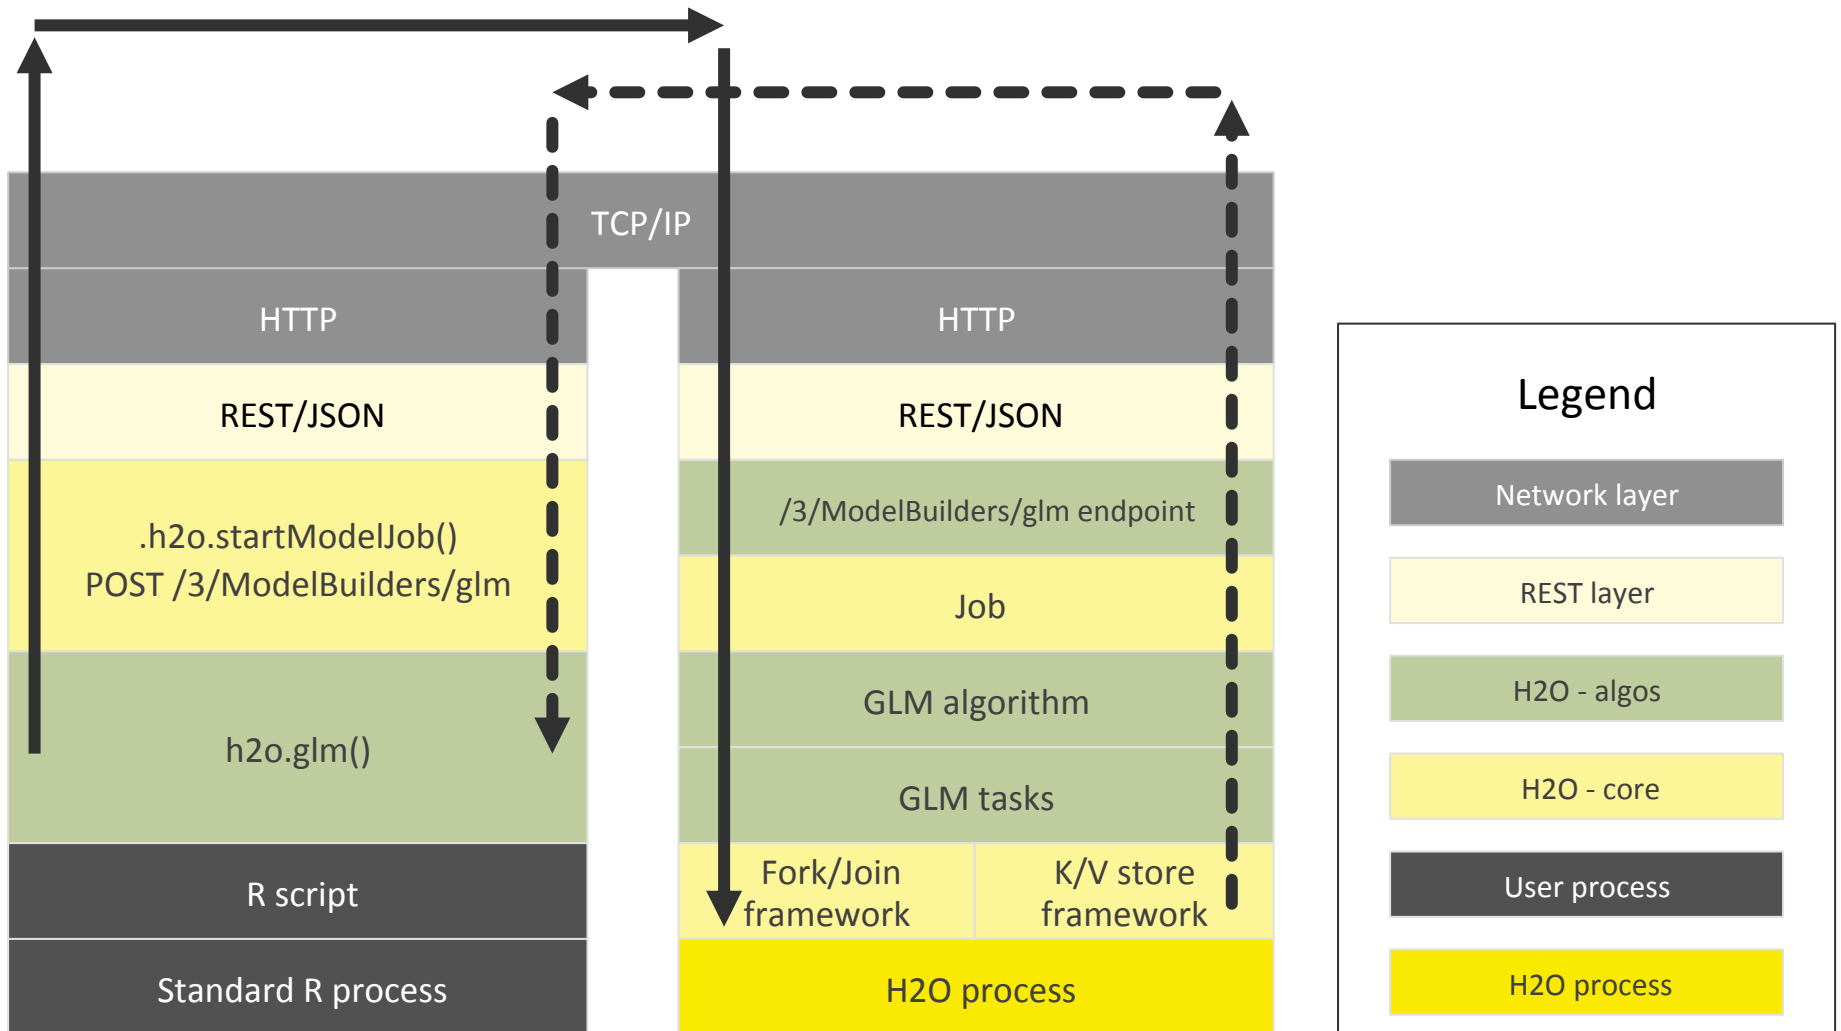 TCP/IP
HTTP
REST/JSON
.h2o.startModelJob()
POST /3/ModelBuilders/glm
h2o.glm()
R script
Standard R process
HTTP
REST/JSON
/3/ModelBuilders/glm endpoint
Job
GLM algorithm
GLM tasks
Fork/Join
framework
K/V store
framework
H2O process
Legend
Network layer
REST layer
H2O - algos
H2O - core
User process
H2O process